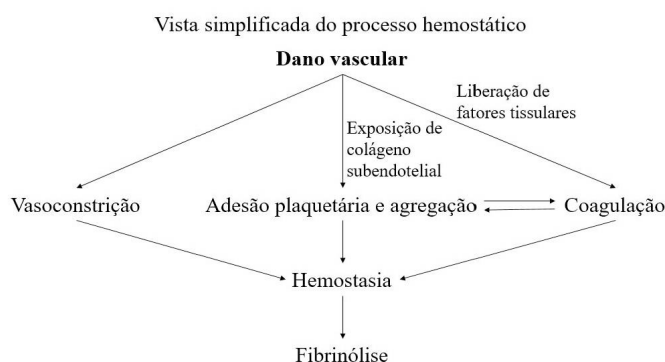 Vista simplificada do processo hemostático
Dano vascular
Liberação de
fatores tissulares
Exposição de
colágeno
subendotelial
Vasoconstrição
Adesão plaquetária e agregação
Coagulação
Hemostasia
Fibrinólise